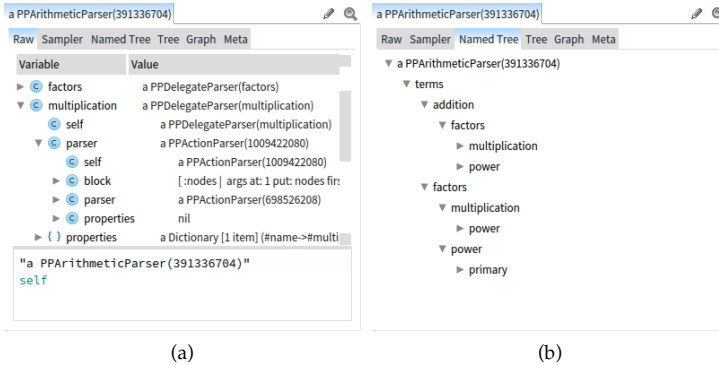 a PPArithmeticParser(391336704)
Raw Sampler Named Tree Tree Graph Meta
Variable Value
factors a PPDelegateParser(factors)
multiplication a PPDelegateParser(multiplication)
self a PPDelegateParser(multiplication)
parser a PPActionParser(1009422080)
self a PPActionParser(1009422080)
block [ :nodes | args at: 1 put: nodes firs
parser a PPActionParser(698526208)
properties nil
{ } properties a Dictionary [1 item] (#name->#multi
"a PPArithmeticParser(391336704)"
self
(a)
a PPArithmeticParser(391336704)
Raw Sampler Named Tree Tree Graph Meta
a PPArithmeticParser(391336704)
terms
addition
factors
multiplication
power
factors
multiplication
power
power
primary
(b)